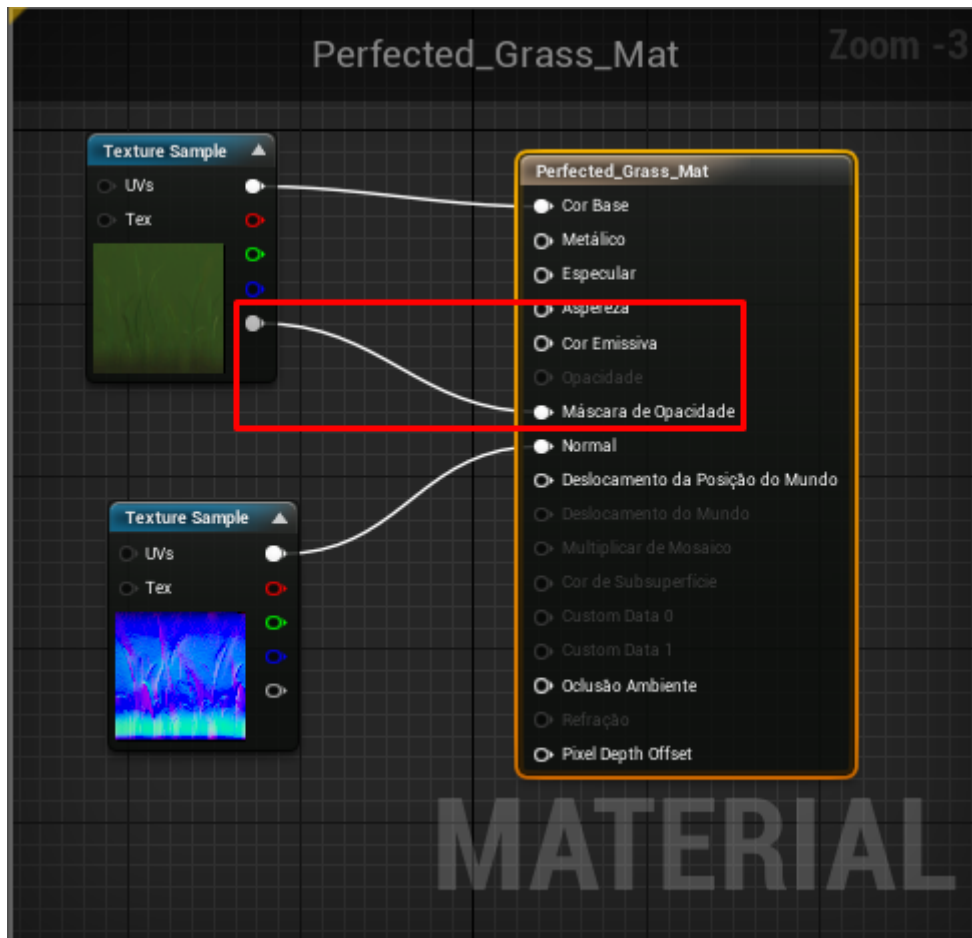 Perfected_Grass_Mat
Zoom -3
Texture Sample
UVs
Tex
Perfected_Grass_Mat
Cor Base
Metálico
Especular
Aspereza
Cor Emissiva
Opacidade
Máscara de Opacidade
Normal
Deslocamento da Posição do Mundo
Deslocamento do Mundo
Multiplicar de Mosaico
Cor de Subsuperfície
Custom Data 0
Custom Data 1
Oclusão Ambiente
Refração
Pixel Depth Offset
Texture Sample
UVs
Tex
MATERIAL